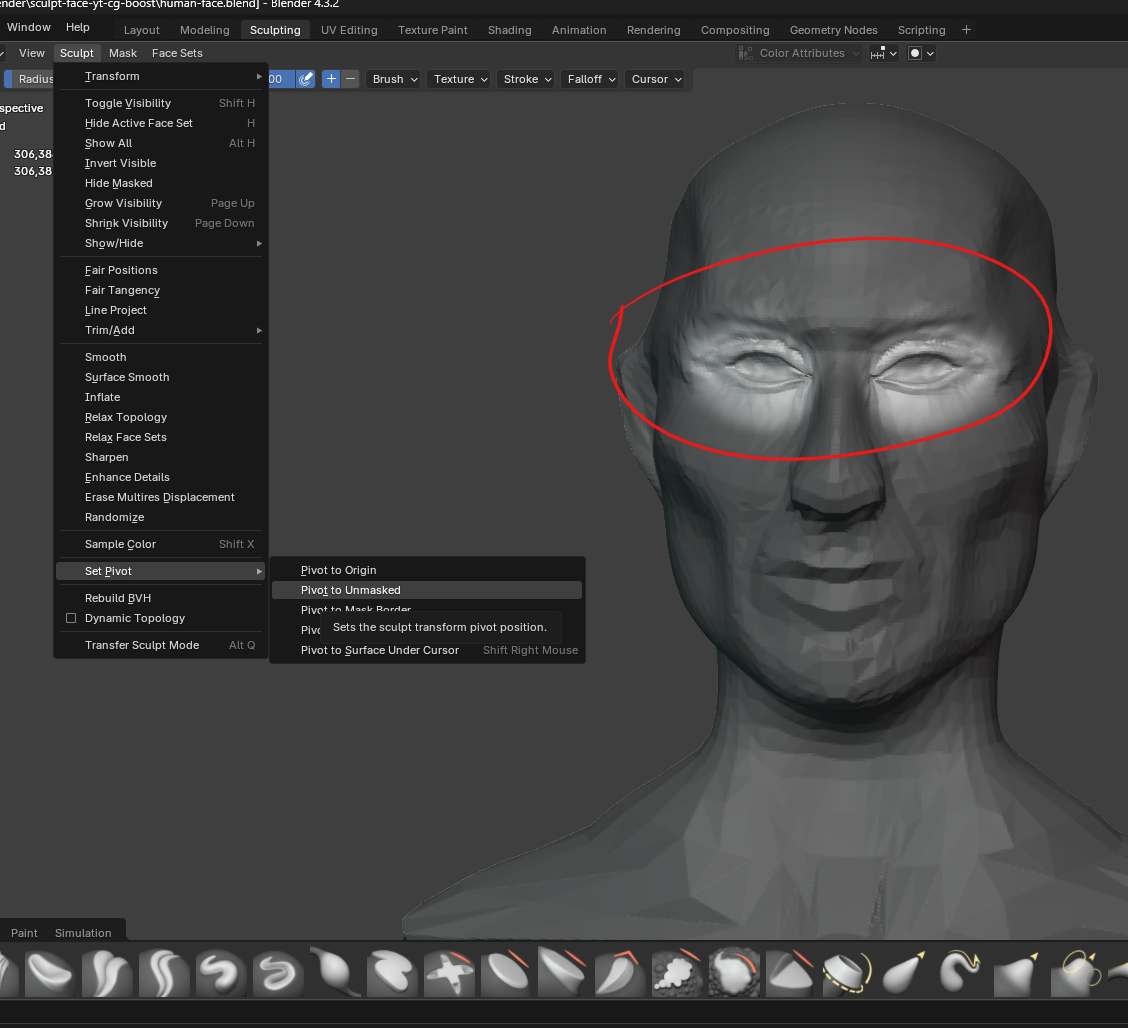 ender\sculpt-face-yt-cg-boost\human-face.blend] - Blender 4.3.2
Window Help Layout Modeling Sculpting UV Editing Texture Paint Shading Animation Rendering Compositing Geometry Nodes Scripting +
View Sculpt Mask Face Sets Color Attributes
Radius 00 + − Brush Texture Stroke Falloff Cursor
spective
d
306,38
306,38
Transform
Toggle Visibility Shift H
Hide Active Face Set H
Show All Alt H
Invert Visible
Hide Masked
Grow Visibility Page Up
Shrink Visibility Page Down
Show/Hide
Fair Positions
Fair Tangency
Line Project
Trim/Add
Smooth
Surface Smooth
Inflate
Relax Topology
Relax Face Sets
Sharpen
Enhance Details
Erase Multires Displacement
Randomize
Sample Color Shift X
Set Pivot
Rebuild BVH
Dynamic Topology
Transfer Sculpt Mode Alt Q
Pivot to Origin
Pivot to Unmasked
Pivot to Mask Border
Pivo
Sets the sculpt transform pivot position.
Pivot to Surface Under Cursor Shift Right Mouse
Paint Simulation